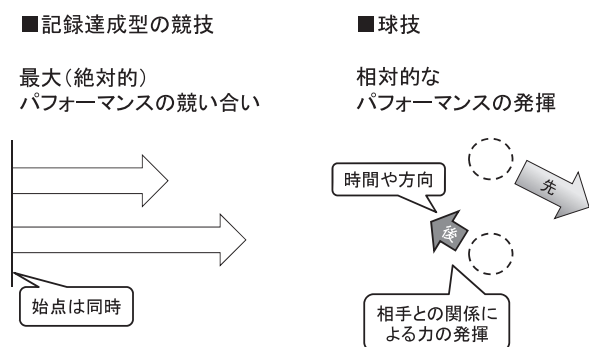 ■記録達成型の競技
最大（絶対的）
パフォーマンスの競い合い
始点は同時
■球技
相対的な
パフォーマンスの発揮
時間や方向
先
後
相手との関係に
よる力の発揮